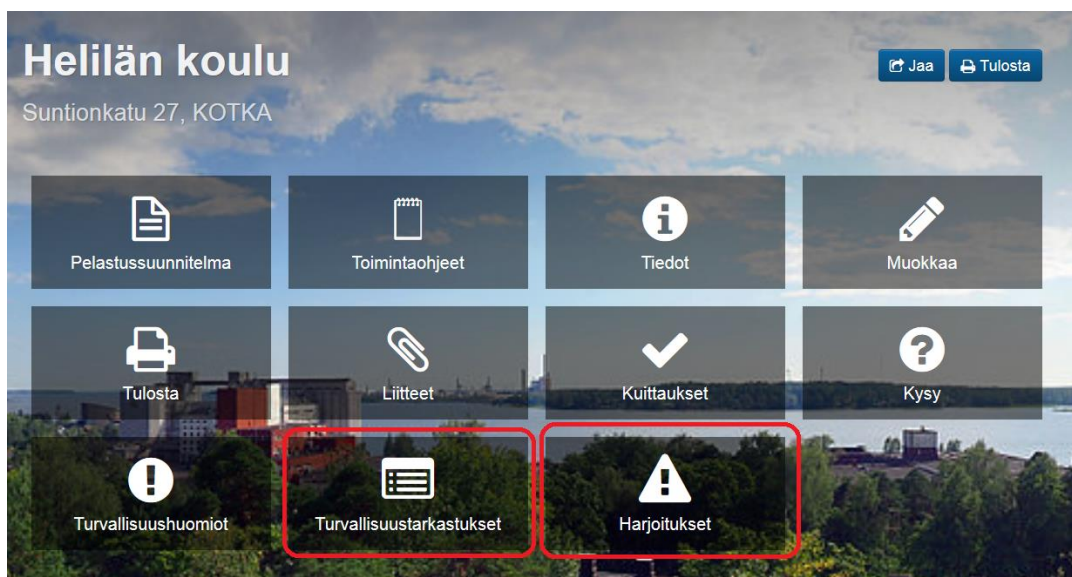 Helilän koulu
Jaa
Tulosta
Suntionkatu 27, KOTKA
Pelastussuunnitelma
Toimintaohjeet
Tiedot
Muokkaa
Tulosta
Liitteet
Kuittaukset
Kysy
Turvallisuushuomiot
Turvallisuustarkastukset
Harjoitukset